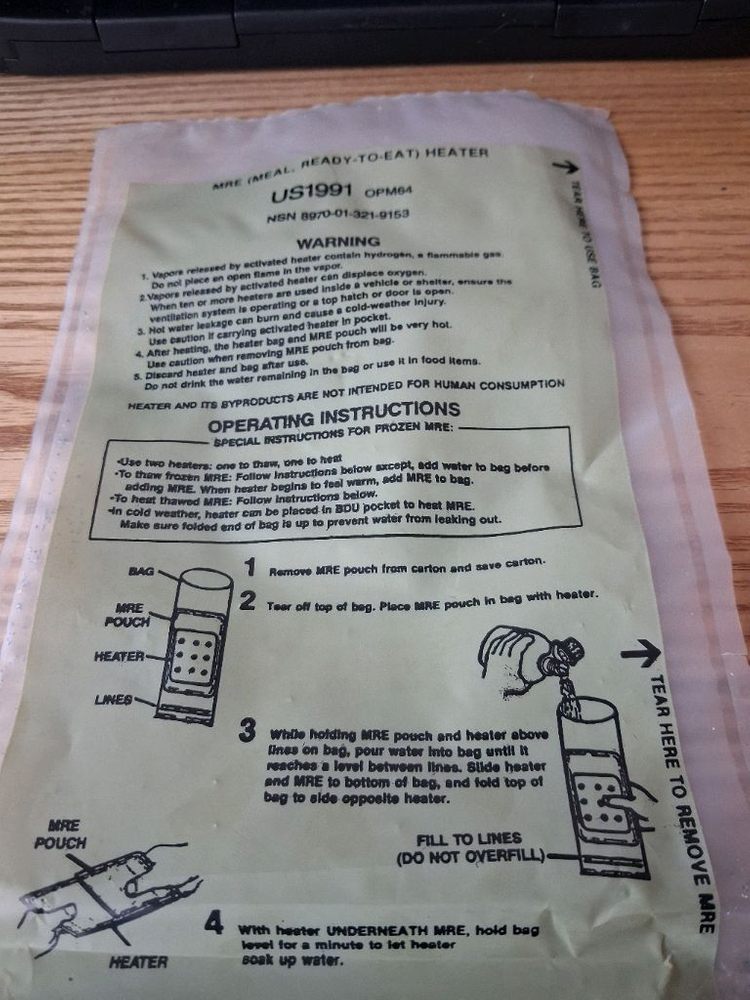 MRE (MEAL, READY-TO-EAT) HEATER
US1991 OPM64
NSN 8970-01-321-9153
TEAR HERE TO USE BAG
WARNING
1. Vapors released by activated heater contain hydrogen, a flammable gas.
Do not place an open flame in the vapor.
2. Vapors released by activated heater can displace oxygen.
When ten or more heaters are used inside a vehicle or shelter, ensure the
ventilation system is operating or a top hatch or door is open.
3. Hot water leakage can burn and cause a cold-weather injury.
Use caution if carrying activated heater in pocket.
4. After heating, the heater bag and MRE pouch will be very hot.
Use caution when removing MRE pouch from bag.
5. Discard heater and bag after use.
Do not drink the water remaining in the bag or use it in food items.
HEATER AND ITS BYPRODUCTS ARE NOT INTENDED FOR HUMAN CONSUMPTION
OPERATING INSTRUCTIONS
SPECIAL INSTRUCTIONS FOR FROZEN MRE:
•Use two heaters: one to thaw, one to heat
•To thaw frozen MRE: Follow instructions below except, add water to bag before
adding MRE. When heater begins to feel warm, add MRE to bag.
•To heat thawed MRE: Follow instructions below.
•In cold weather, heater can be placed in BDU pocket to heat MRE.
Make sure folded end of bag is up to prevent water from leaking out.
BAG
MRE
POUCH
HEATER
LINES
1 Remove MRE pouch from carton and save carton.
2 Tear off top of bag. Place MRE pouch in bag with heater.
TEAR HERE TO REMOVE MRE
3 While holding MRE pouch and heater above
lines on bag, pour water into bag until it
reaches a level between lines. Slide heater
and MRE to bottom of bag, and fold top of
bag to side opposite heater.
FILL TO LINES
(DO NOT OVERFILL)
MRE
POUCH
HEATER
4 With heater UNDERNEATH MRE, hold bag
level for a minute to let heater
soak up water.